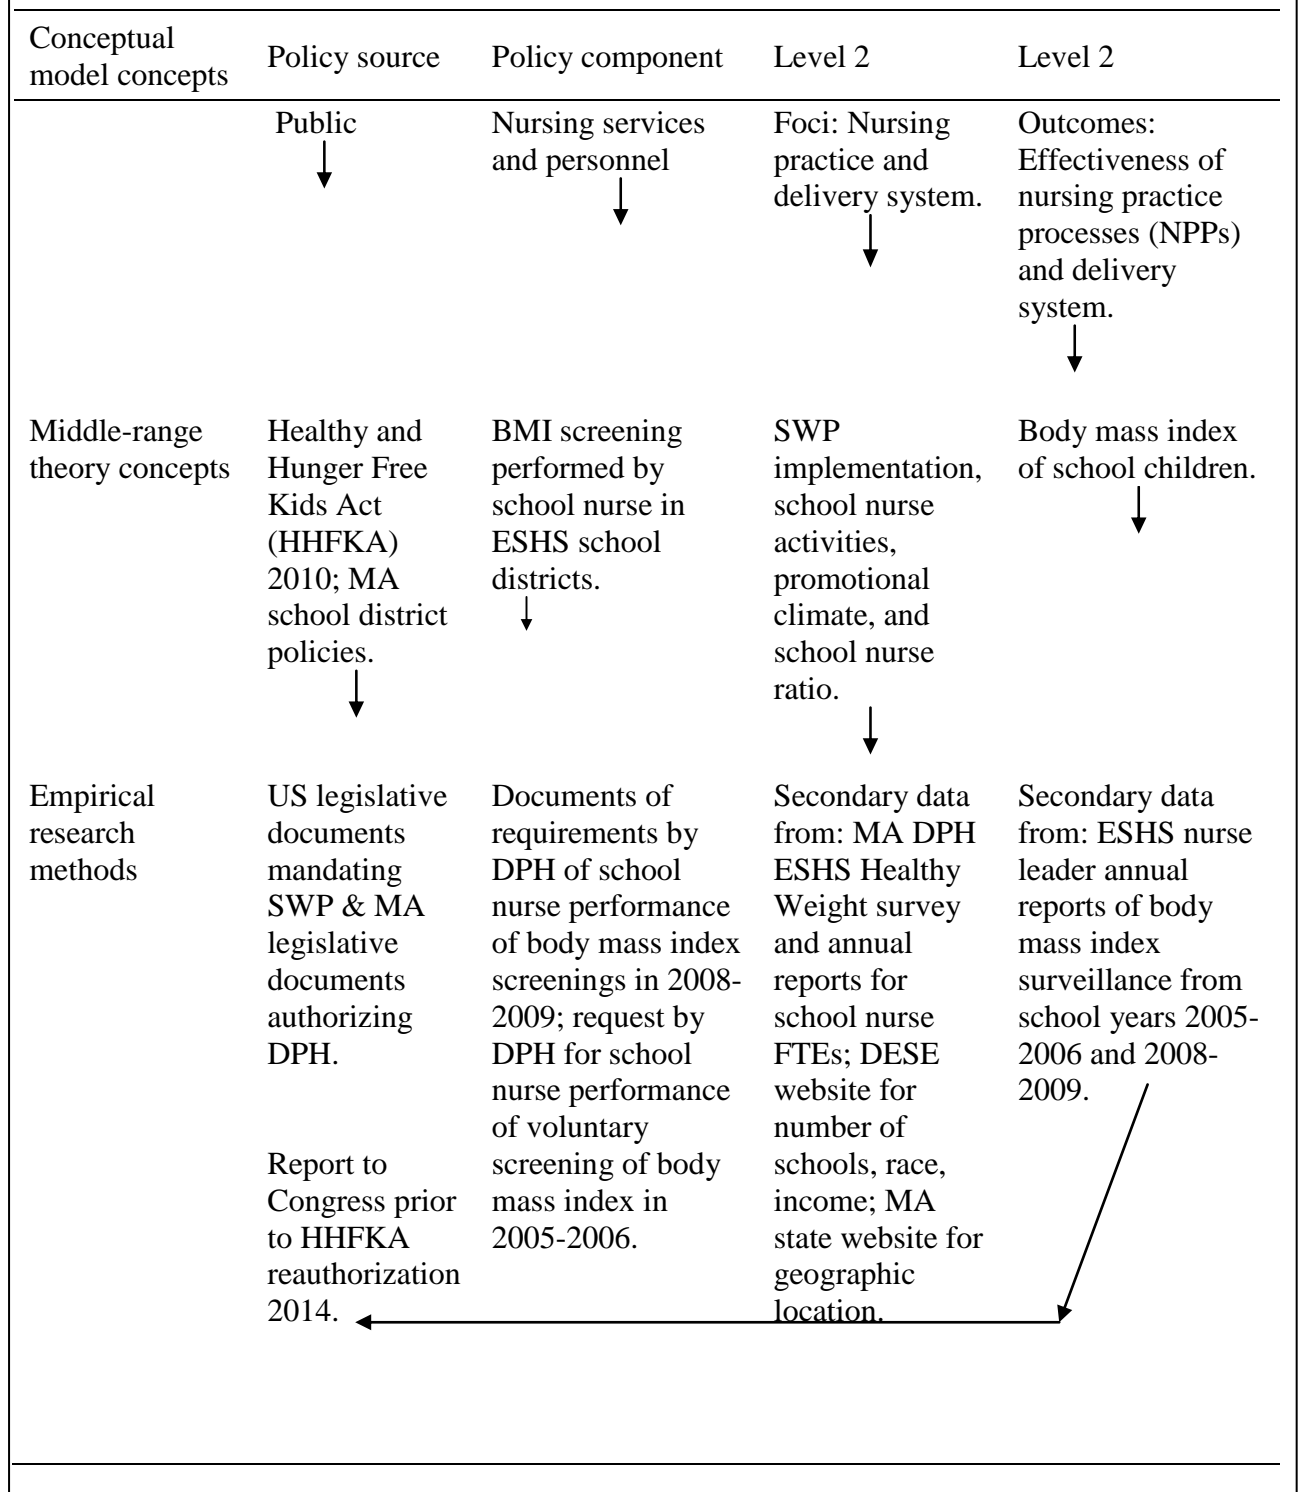 Conceptual
model concepts
Policy source
Policy component
Level 2
Level 2
Public
Nursing services
and personnel
Foci: Nursing
practice and
delivery system.
Outcomes:
Effectiveness of
nursing practice
processes (NPPs)
and delivery
system.
Middle-range
theory concepts
Healthy and
Hunger Free
Kids Act
(HHFKA)
2010; MA
school district
policies.
BMI screening
performed by
school nurse in
ESHS school
districts.
SWP
implementation,
school nurse
activities,
promotional
climate, and
school nurse
ratio.
Body mass index
of school children.
Empirical
research
methods
US legislative
documents
mandating
SWP & MA
legislative
documents
authorizing
DPH.
Report to
Congress prior
to HHFKA
reauthorization
2014.
Documents of
requirements by
DPH of school
nurse performance
of body mass index
screenings in 2008-
2009; request by
DPH for school
nurse performance
of voluntary
screening of body
mass index in
2005-2006.
Secondary data
from: MA DPH
ESHS Healthy
Weight survey
and annual
reports for
school nurse
FTEs; DESE
website for
number of
schools, race,
income; MA
state website for
geographic
location.
Secondary data
from: ESHS nurse
leader annual
reports of body
mass index
surveillance from
school years 2005-
2006 and 2008-
2009.